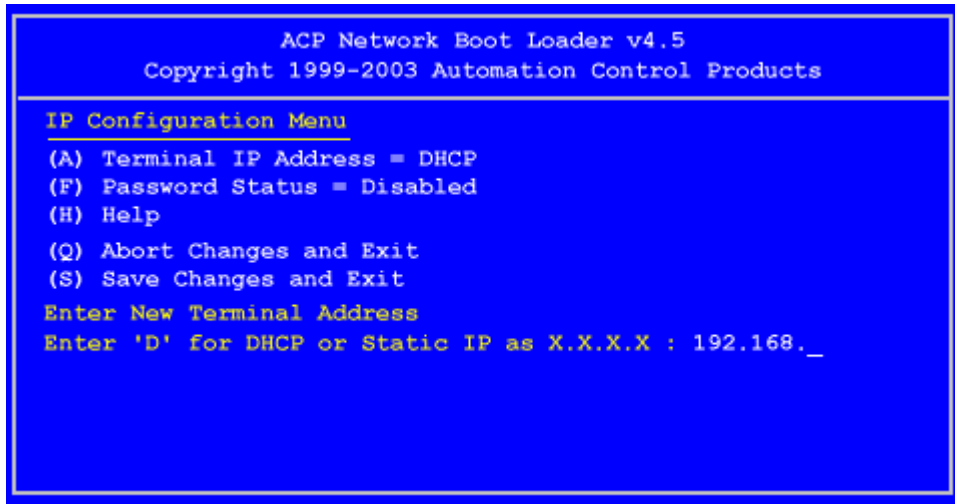 ACP Network Boot Loader v4.5
Copyright 1999-2003 Automation Control Products
IP Configuration Menu
(A) Terminal IP Address = DHCP
(F) Password Status = Disabled
(H) Help
(Q) Abort Changes and Exit
(S) Save Changes and Exit
Enter New Terminal Address
Enter 'D' for DHCP or Static IP as X.X.X.X : 192.168._